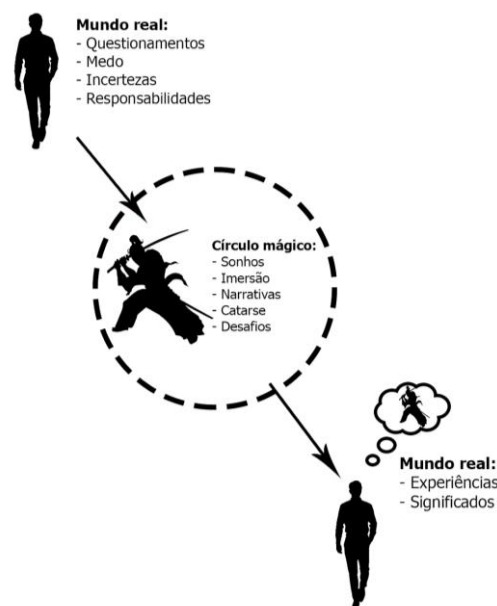 Mundo real:
- Questionamentos
- Medo
- Incertezas
- Responsabilidades
Círculo mágico:
- Sonhos
- Imersão
- Narrativas
- Catarse
- Desafios
Mundo real:
- Experiências
- Significados